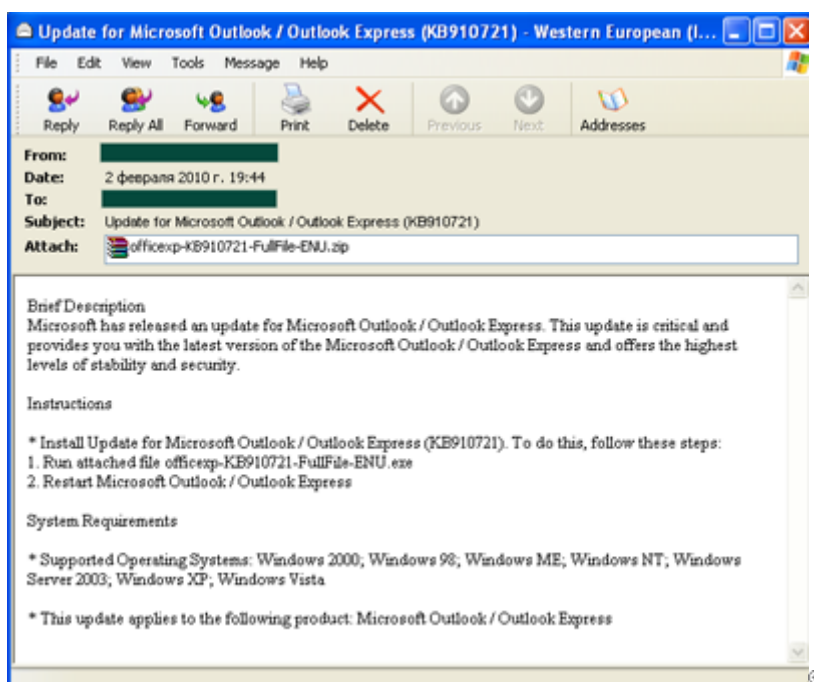 Update for Microsoft Outlook / Outlook Express (KB910721) - Western European (I...
File Edit View Tools Message Help
Reply Reply All Forward Print Delete Previous Next Addresses
From:
Date: 2 февраля 2010 г. 19:44
To:
Subject: Update for Microsoft Outlook / Outlook Express (KB910721)
Attach: officexp-KB910721-FullFile-ENU.zip
Brief Description
Microsoft has released an update for Microsoft Outlook / Outlook Express. This update is critical and
provides you with the latest version of the Microsoft Outlook / Outlook Express and offers the highest
levels of stability and security.
Instructions
* Install Update for Microsoft Outlook / Outlook Express (KB910721). To do this, follow these steps:
1. Run attached file officexp-KB910721-FullFile-ENU.exe
2. Restart Microsoft Outlook / Outlook Express
System Requirements
* Supported Operating Systems: Windows 2000; Windows 98; Windows ME; Windows NT; Windows
Server 2003; Windows XP; Windows Vista
* This update applies to the following product: Microsoft Outlook / Outlook Express